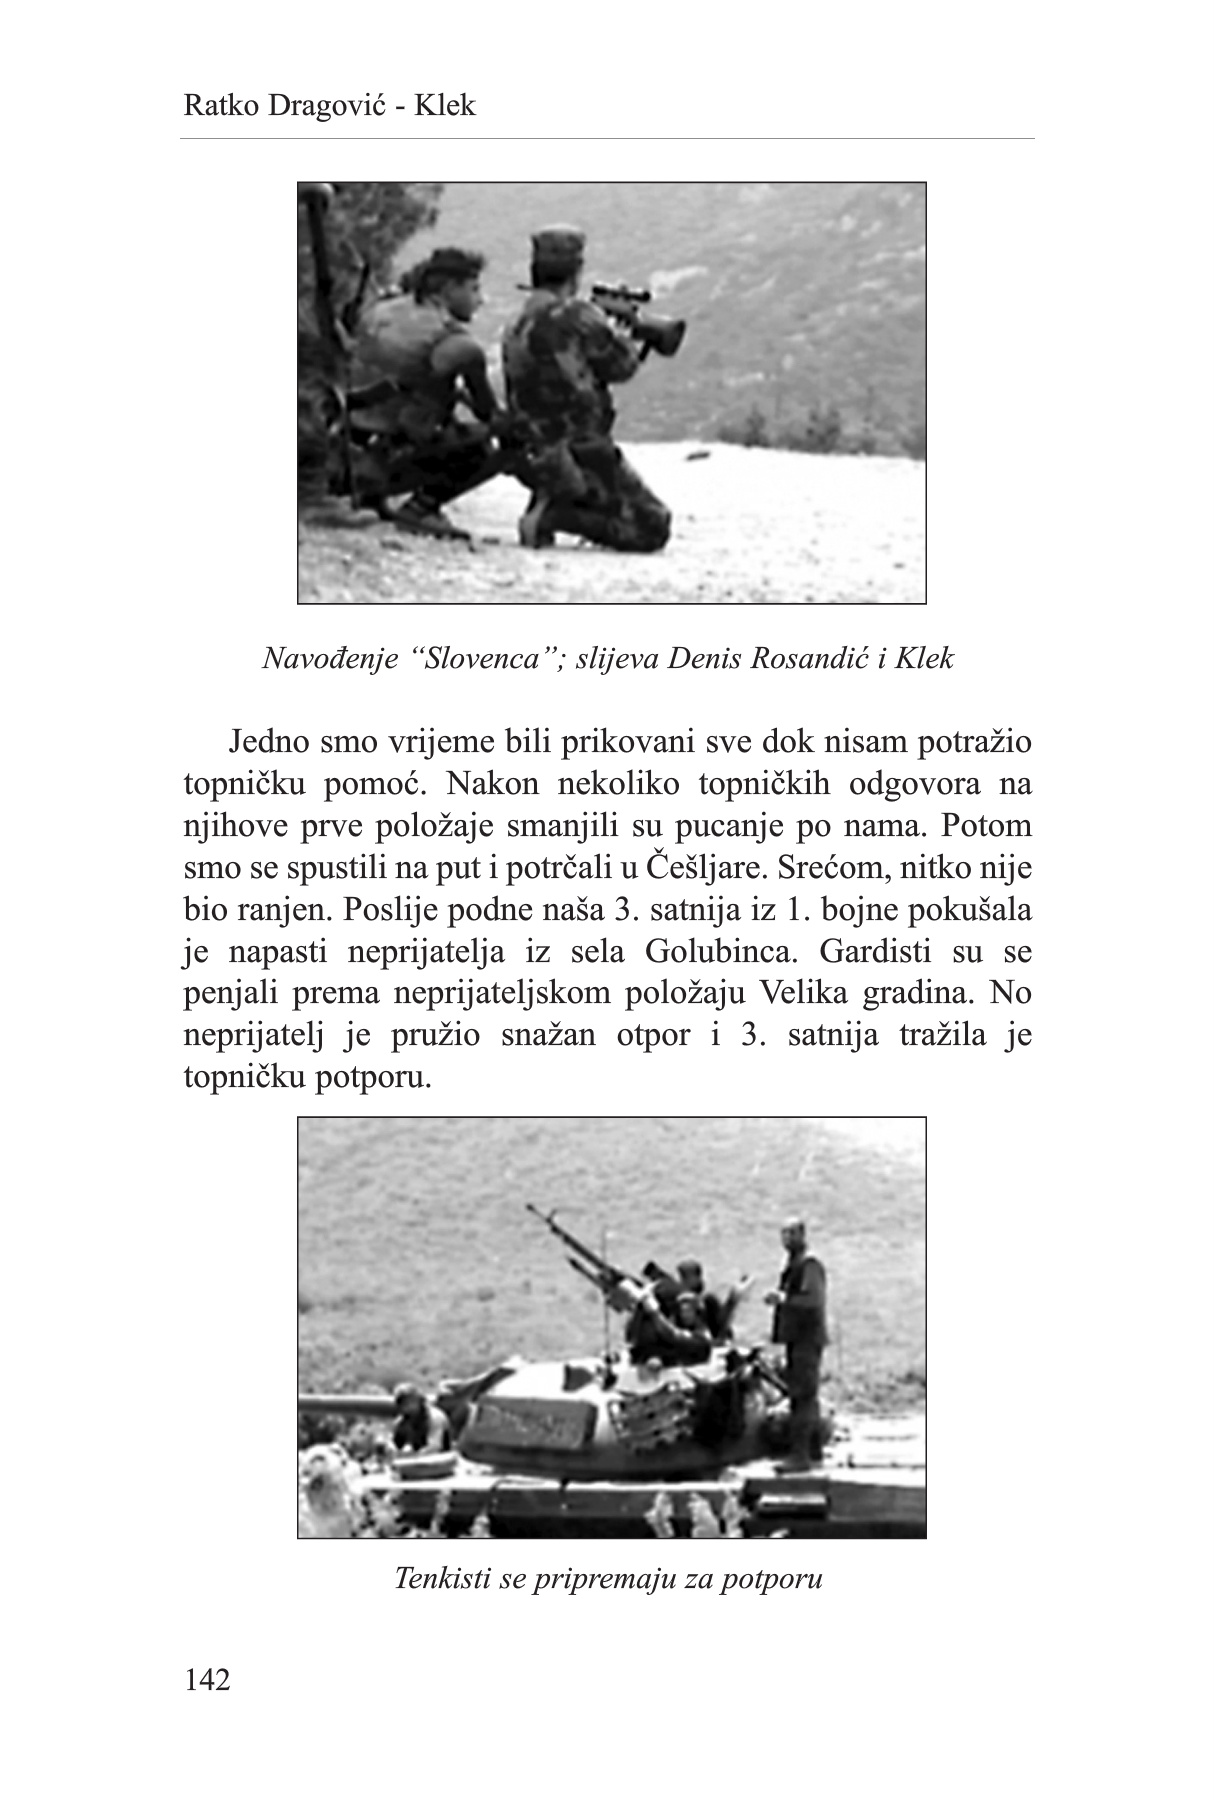 Ratko Dragović - Klek
Navođenje “Slovenca”; slijeva Denis Rosandić i Klek
Jedno smo vrijeme bili prikovani sve dok nisam potražio
topničku pomoć. Nakon nekoliko topničkih odgovora na
njihove prve položaje smanjili su pucanje po nama. Potom
smo se spustili na put i potrčali u Češljare. Srećom, nitko nije
bio ranjen. Poslije podne naša 3. satnija iz 1. bojne pokušala
je napasti neprijatelja iz sela Golubinca. Gardisti su se
penjali prema neprijateljskom položaju Velika gradina. No
neprijatelj je pružio snažan otpor i 3. satnija tražila je
topničku potporu.
Tenkisti se pripremaju za potporu
142